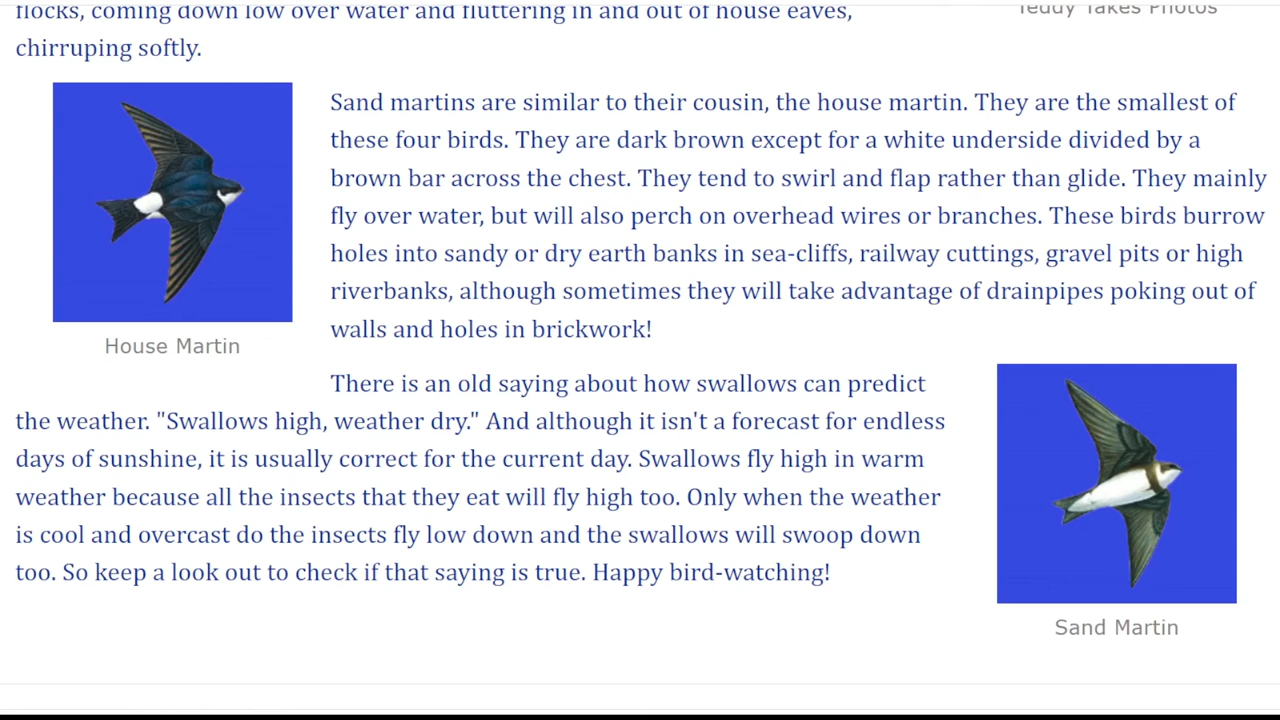 flocks, coming down low over water and fluttering in and out of house eaves,
chirruping softly.
Teddy Takes Photos
House Martin
Sand martins are similar to their cousin, the house martin. They are the smallest of
these four birds. They are dark brown except for a white underside divided by a
brown bar across the chest. They tend to swirl and flap rather than glide. They mainly
fly over water, but will also perch on overhead wires or branches. These birds burrow
holes into sandy or dry earth banks in sea-cliffs, railway cuttings, gravel pits or high
riverbanks, although sometimes they will take advantage of drainpipes poking out of
walls and holes in brickwork!
There is an old saying about how swallows can predict
the weather. "Swallows high, weather dry." And although it isn't a forecast for endless
days of sunshine, it is usually correct for the current day. Swallows fly high in warm
weather because all the insects that they eat will fly high too. Only when the weather
is cool and overcast do the insects fly low down and the swallows will swoop down
too. So keep a look out to check if that saying is true. Happy bird-watching!
Sand Martin